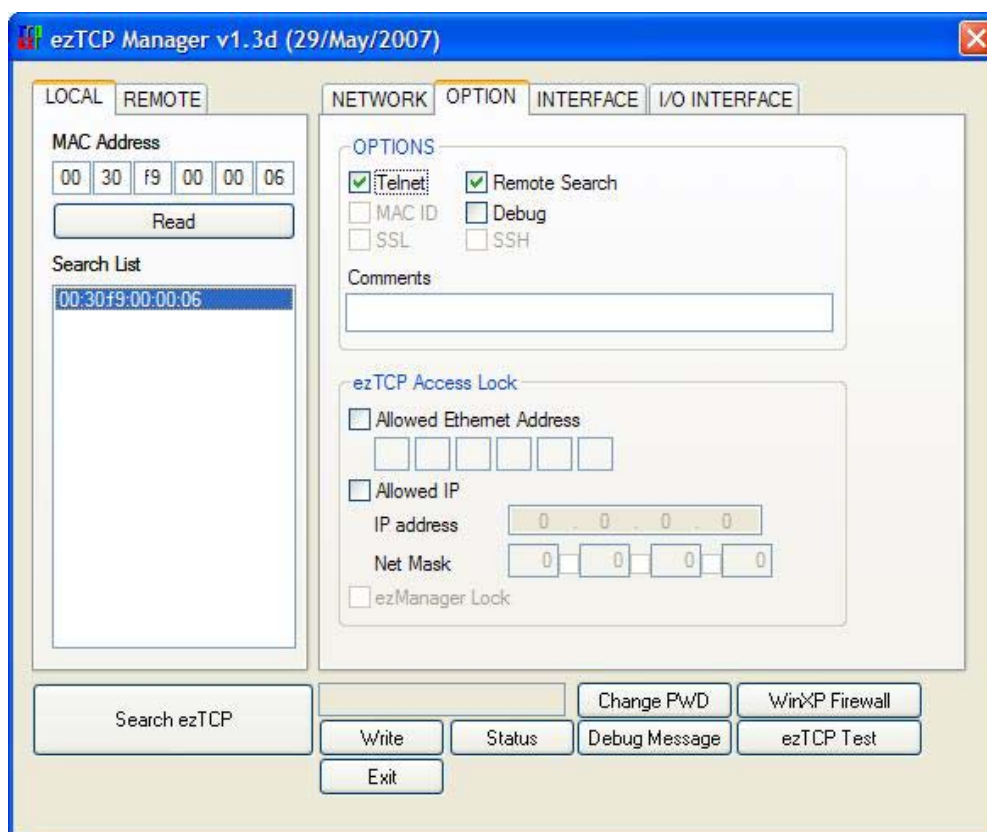 ezTCP Manager v1.3d (29/May/2007)
LOCAL REMOTE
MAC Address
00 30 f9 00 00 06
Read
Search List
00:30:f9:00:00:06
NETWORK OPTION INTERFACE I/O INTERFACE
OPTIONS
Telnet Remote Search
MAC ID Debug
SSL SSH
Comments
ezTCP Access Lock
Allowed Ethernet Address
Allowed IP
IP address 0 . 0 . 0 . 0
Net Mask 0 0 0 0
ezManager Lock
Search ezTCP
Change PWD WinXP Firewall
Write Status Debug Message ezTCP Test
Exit